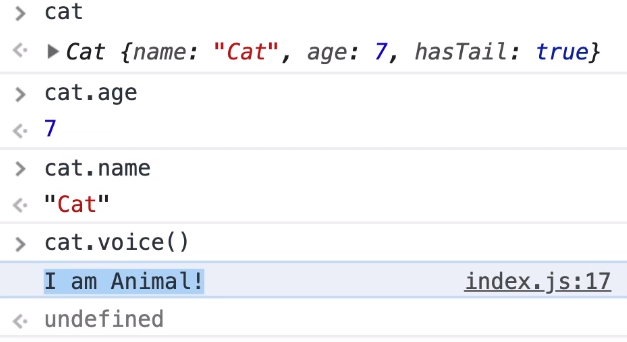 > cat
<· ▶ Cat {name: "Cat", age: 7, hasTail: true}
> cat.age
<· 7
> cat.name
<· "Cat"
> cat.voice()
I am Animal! index.js:17
<· undefined